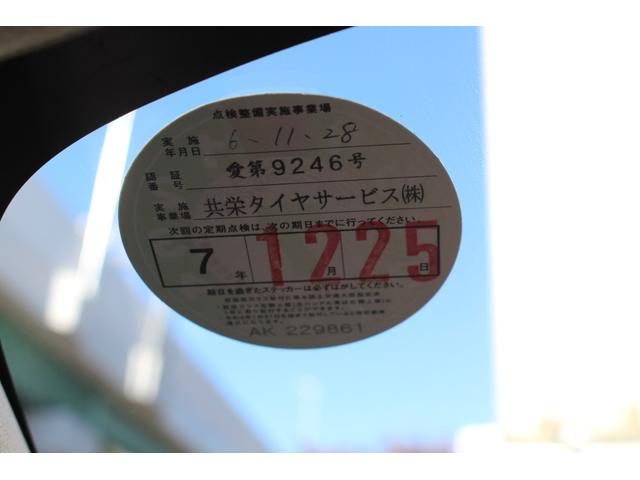 点検整備実施事業場
実施年月日 6.11.28
認証番号 愛第9246号
実施事業場 共栄タイヤサービス㈱
次回の定期点検は、次の期日までに行ってください。
7年 12月 25日
期日を過ぎたステッカーは必ずはがしてください。
AK 229861